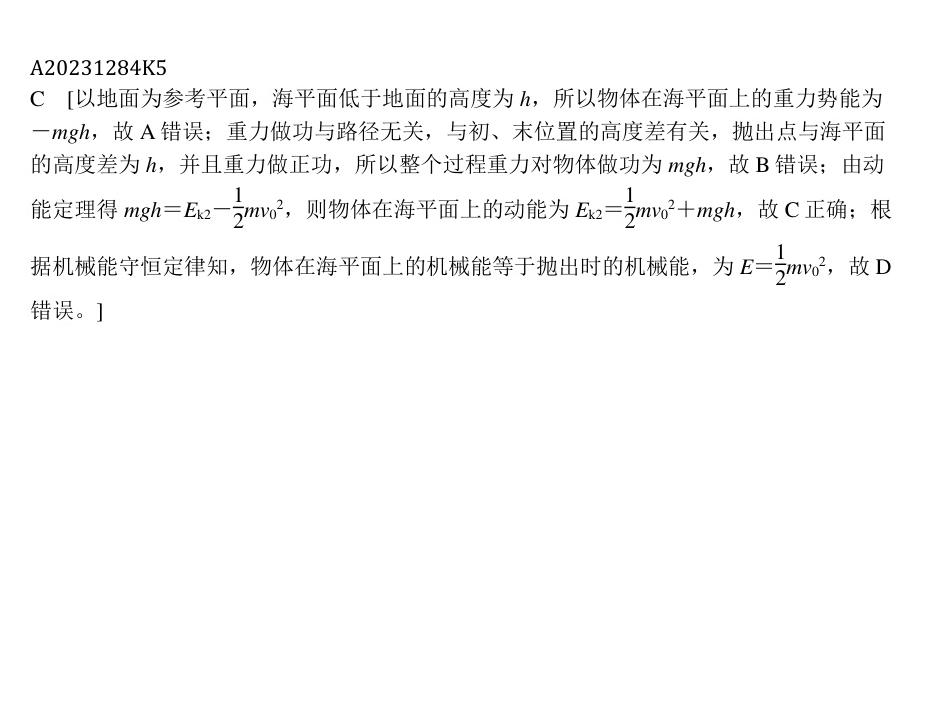 A20231284K5
C [以地面为参考平面，海平面低于地面的高度为 h，所以物体在海平面上的重力势能为
－mgh，故 A 错误；重力做功与路径无关，与初、末位置的高度差有关，抛出点与海平面
的高度差为 h，并且重力做正功，所以整个过程重力对物体做功为 mgh，故 B 错误；由动
能定理得 mgh＝Eₖ₂－1/2mv₀²，则物体在海平面上的动能为 Eₖ₂＝1/2mv₀²＋mgh，故 C 正确；根
据机械能守恒定律知，物体在海平面上的机械能等于抛出时的机械能，为 E＝1/2mv₀²，故 D
错误。]